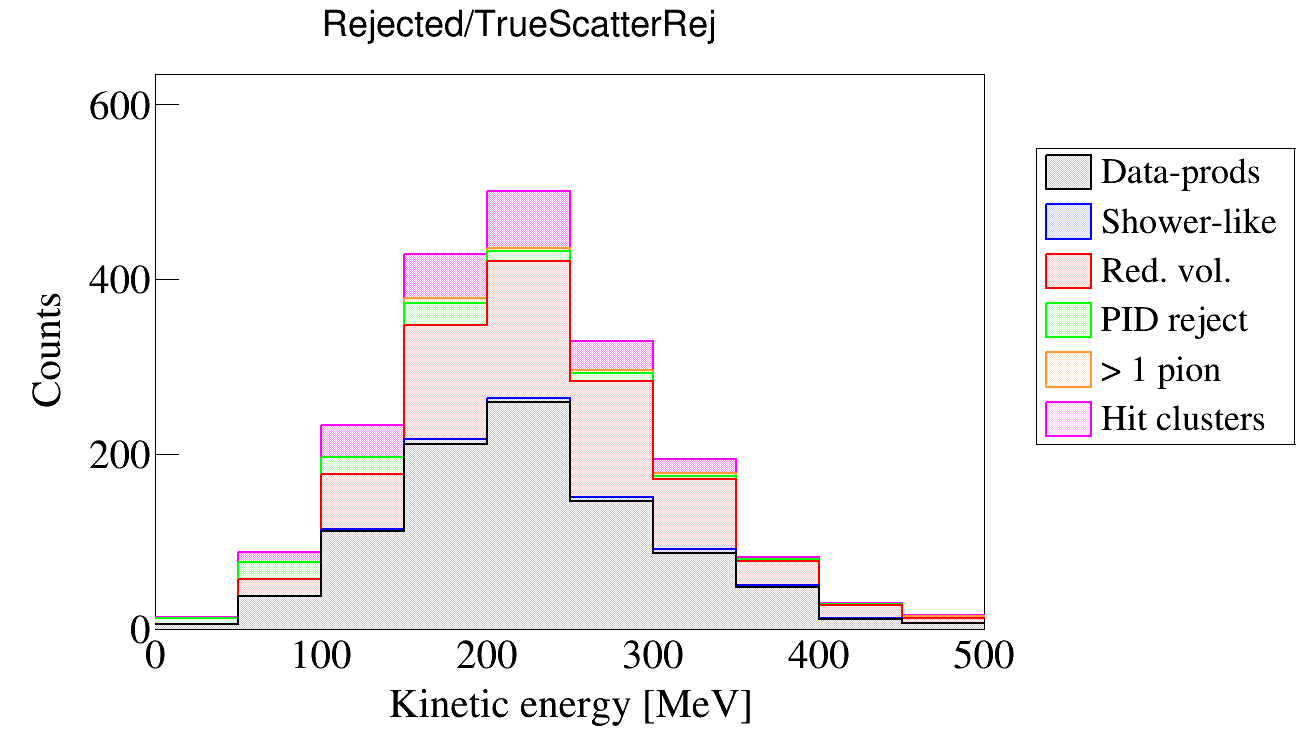 Rejected/TrueScatterRej
600
400
200
0
Counts
0 100 200 300 400 500
Kinetic energy [MeV]
Data-prods
Shower-like
Red. vol.
PID reject
> 1 pion
Hit clusters